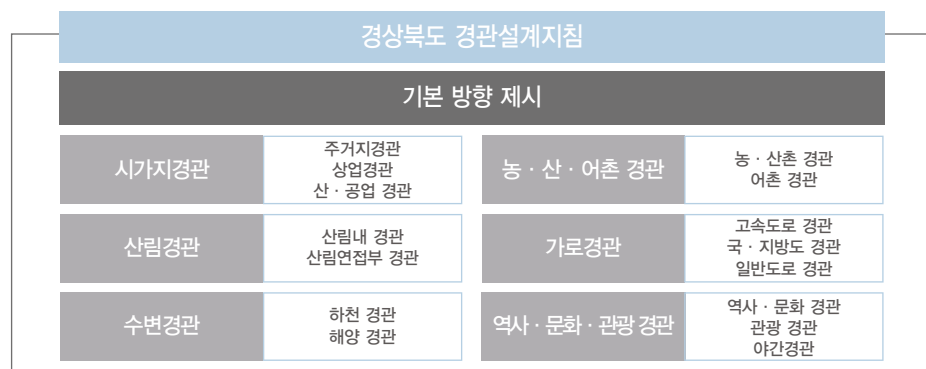 경상북도 경관설계지침
기본 방향 제시
시가지경관
주거지경관
상업경관
산 · 공업 경관
농 · 산 · 어촌 경관
농 · 산촌 경관
어촌 경관
산림경관
산림내 경관
산림연접부 경관
가로경관
고속도로 경관
국 · 지방도 경관
일반도로 경관
수변경관
하천 경관
해양 경관
역사 · 문화 · 관광 경관
역사 · 문화 경관
관광 경관
야간경관